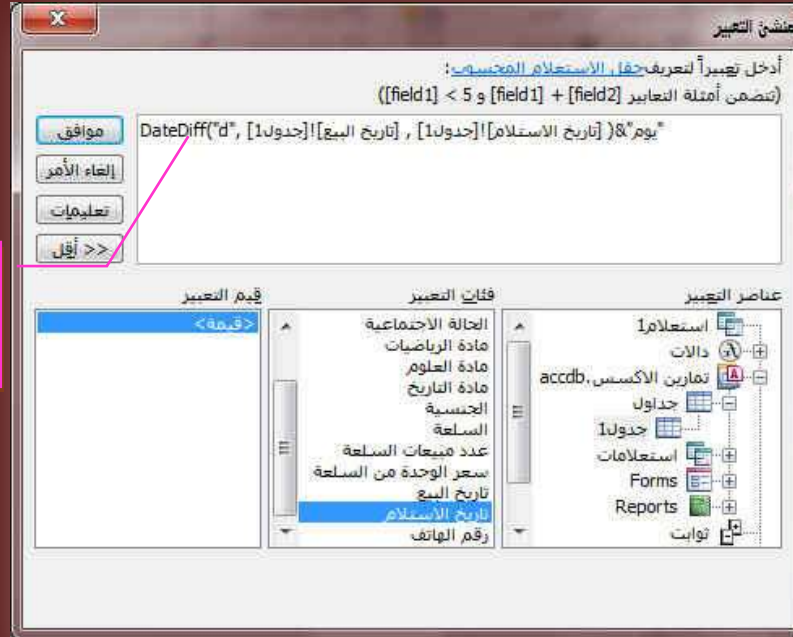 منشئ التعبير
أدخل تعبيراً لتعريف حقل الاستعلام المحسوب:
(تتضمن أمثلة التعابير [field1] + [field2] و [field1] < 5)
DateDiff("d", [جدول1]![تاريخ البيع] , [جدول1]![تاريخ الاستلام] )&"يوم"
موافق
إلغاء الأمر
تعليمات
<< أقل
عناصر التعبير
استعلام1
دالات
تمارين الاكسس.accdb
جداول
جدول1
استعلامات
Forms
Reports
ثوابت
فئات التعبير
الحالة الاجتماعية
مادة الرياضيات
مادة العلوم
مادة التاريخ
الجنسية
السلعة
عدد مبيعات السلعة
سعر الوحدة من السلعة
تاريخ البيع
تاريخ الاستلام
رقم الهاتف
قيم التعبير
<قيمة>